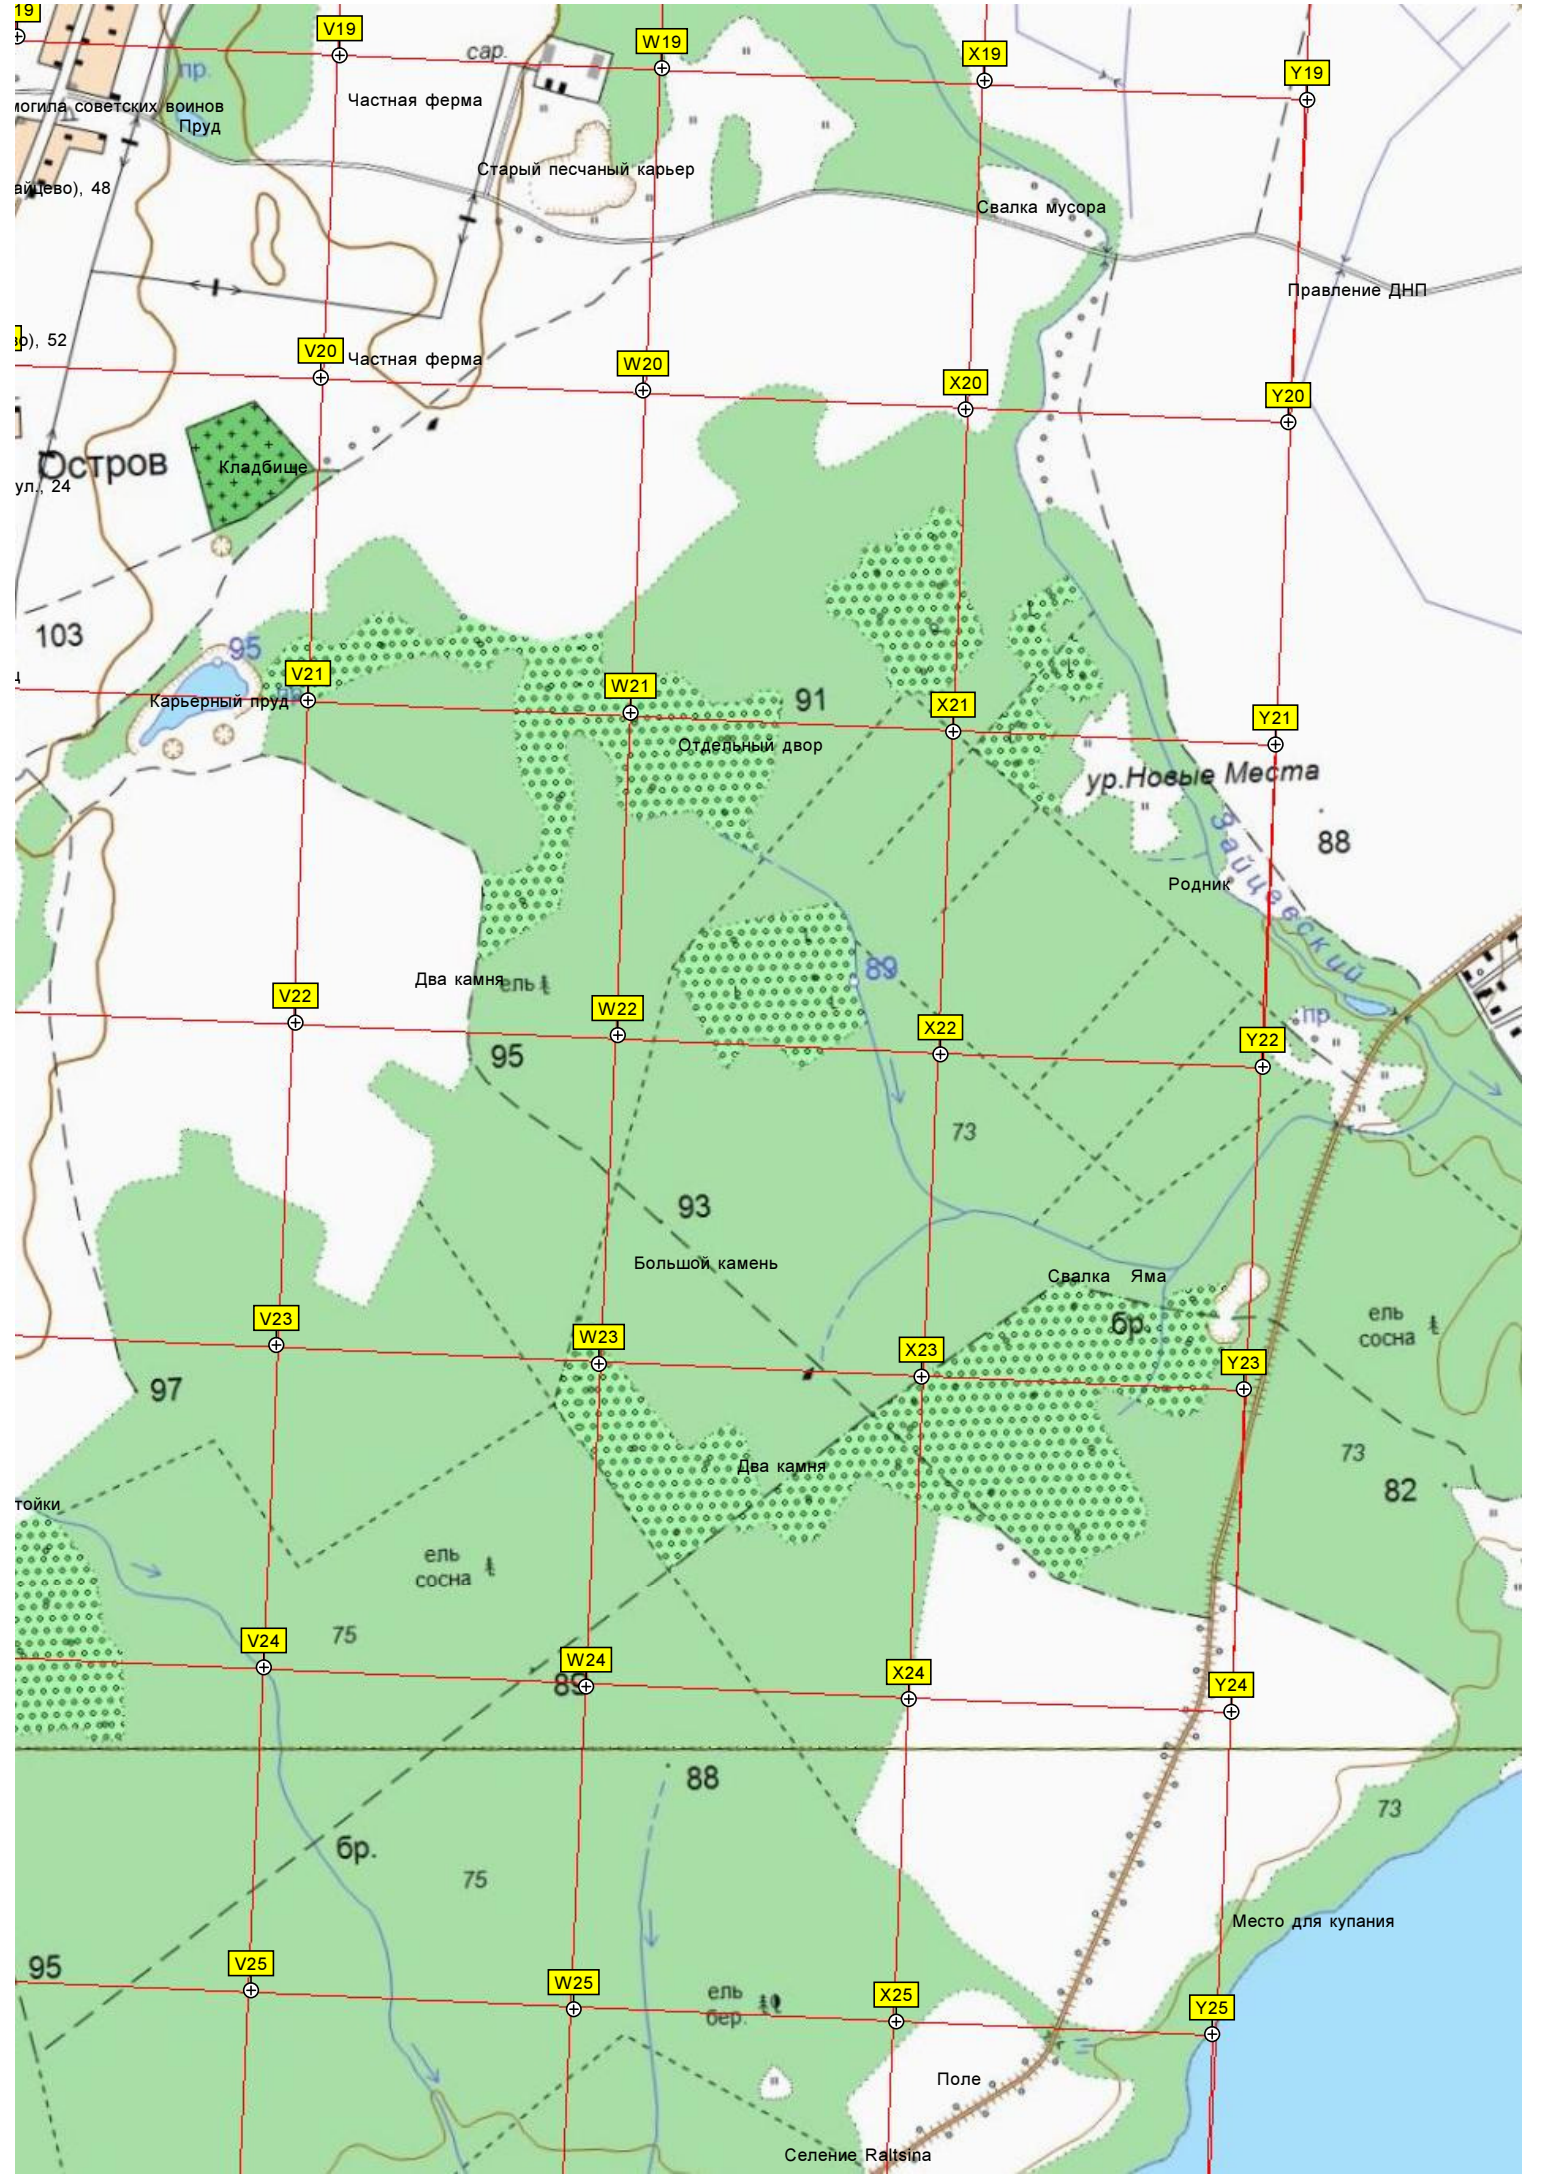 19
V19
W19
X19
Y19
сар.
пр.
Частная ферма
могила советских воинов
Пруд
Старый песчаный карьер
айцево), 48
Свалка мусора
Правление ДНП
во), 52
V20
Частная ферма
W20
X20
Y20
Остров
Кладбище
ул., 24
103
95
V21
W21
91
X21
Y21
Карьерный пруд
Отдельный двор
ур.Новые Места
88
Зайцевский
Родник
89
Два камня
ель
V22
W22
X22
Y22
пр.
95
73
93
Большой камень
Свалка
Яма
бр.
ель
сосна
V23
W23
X23
Y23
97
73
82
Два камня
тойки
ель
сосна
75
V24
W24
89
X24
Y24
88
73
бр.
75
Место для купания
95
V25
W25
X25
Y25
ель
бер.
Поле
Селение Raltsina